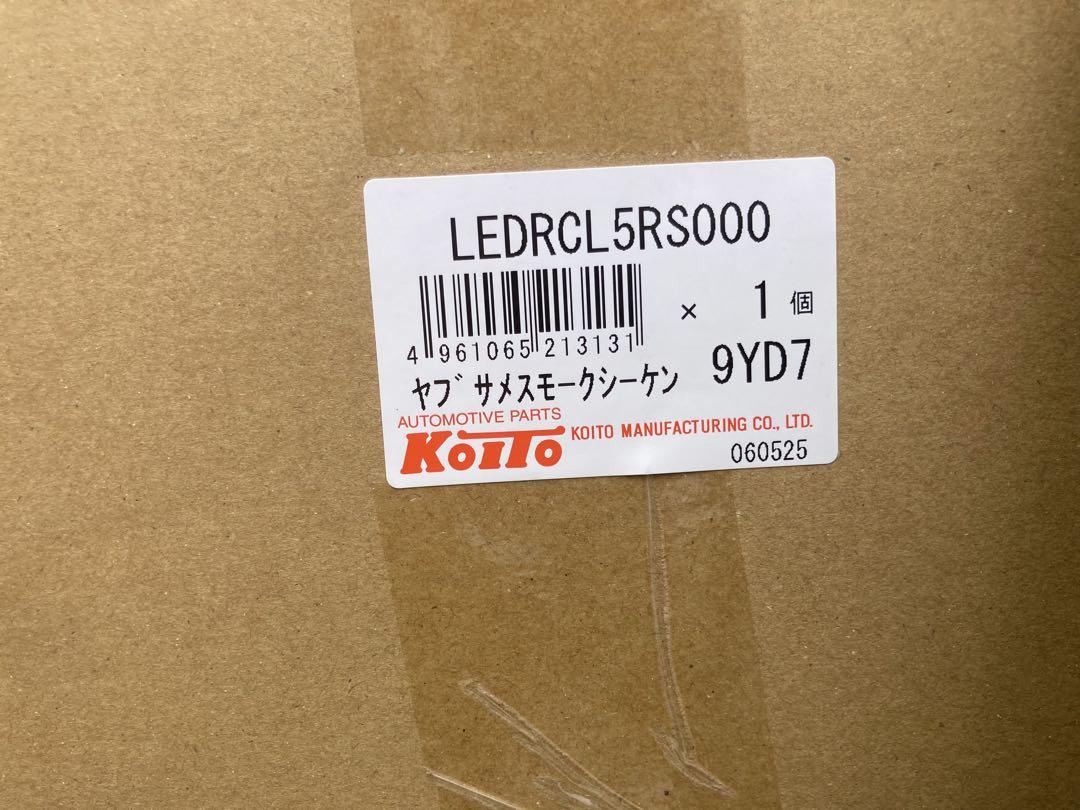 LEDRCL5RS000
× 1 個
4 961065 213131
ﾔﾌﾞｻﾒｽﾓｰｸｼｰｹﾝ 9YD7
AUTOMOTIVE PARTS
KOITO KOITO MANUFACTURING CO., LTD.
060525